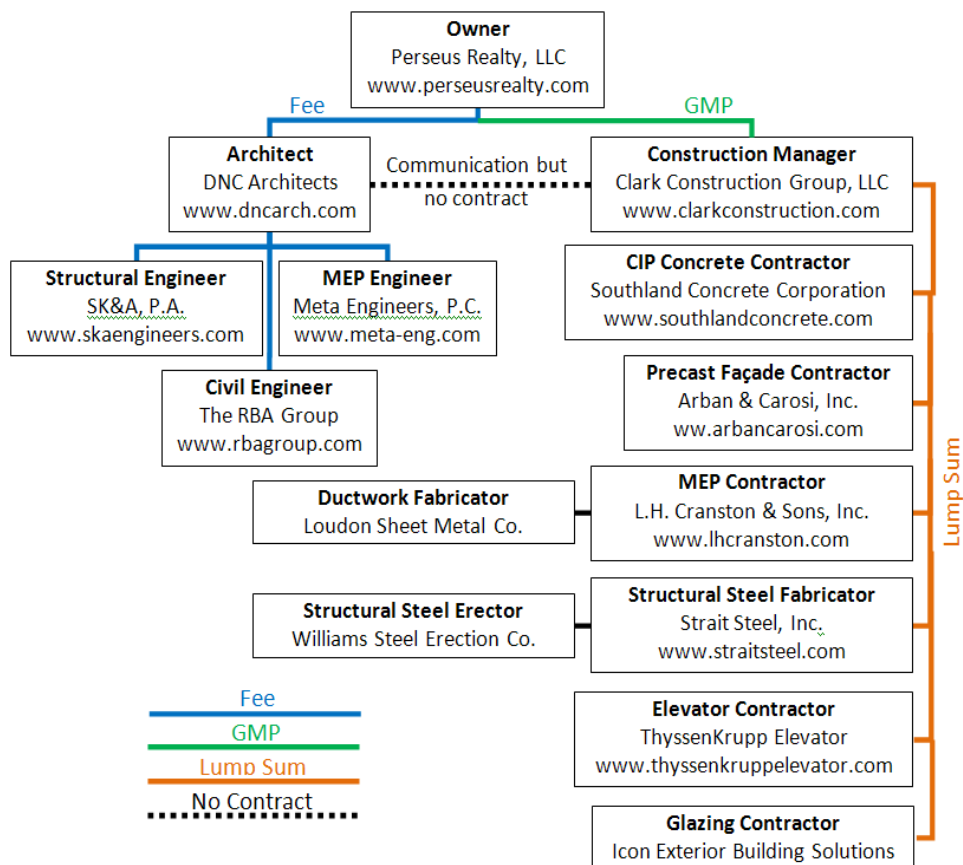 Owner
Perseus Realty, LLC
www.perseusrealty.com
Fee
GMP
Architect
DNC Architects
www.dncarch.com
Communication but
no contract
Construction Manager
Clark Construction Group, LLC
www.clarkconstruction.com
Structural Engineer
SK&A, P.A.
www.skaengineers.com
MEP Engineer
Meta Engineers, P.C.
www.meta-eng.com
CIP Concrete Contractor
Southland Concrete Corporation
www.southlandconcrete.com
Civil Engineer
The RBA Group
www.rbagroup.com
Precast Façade Contractor
Arban & Carosi, Inc.
ww.arbancarosi.com
Lump Sum
Ductwork Fabricator
Loudon Sheet Metal Co.
MEP Contractor
L.H. Cranston & Sons, Inc.
www.lhcranston.com
Structural Steel Erector
Williams Steel Erection Co.
Structural Steel Fabricator
Strait Steel, Inc.
www.straitsteel.com
Elevator Contractor
ThyssenKrupp Elevator
www.thyssenkruppelevator.com
Glazing Contractor
Icon Exterior Building Solutions
Fee
GMP
Lump Sum
No Contract